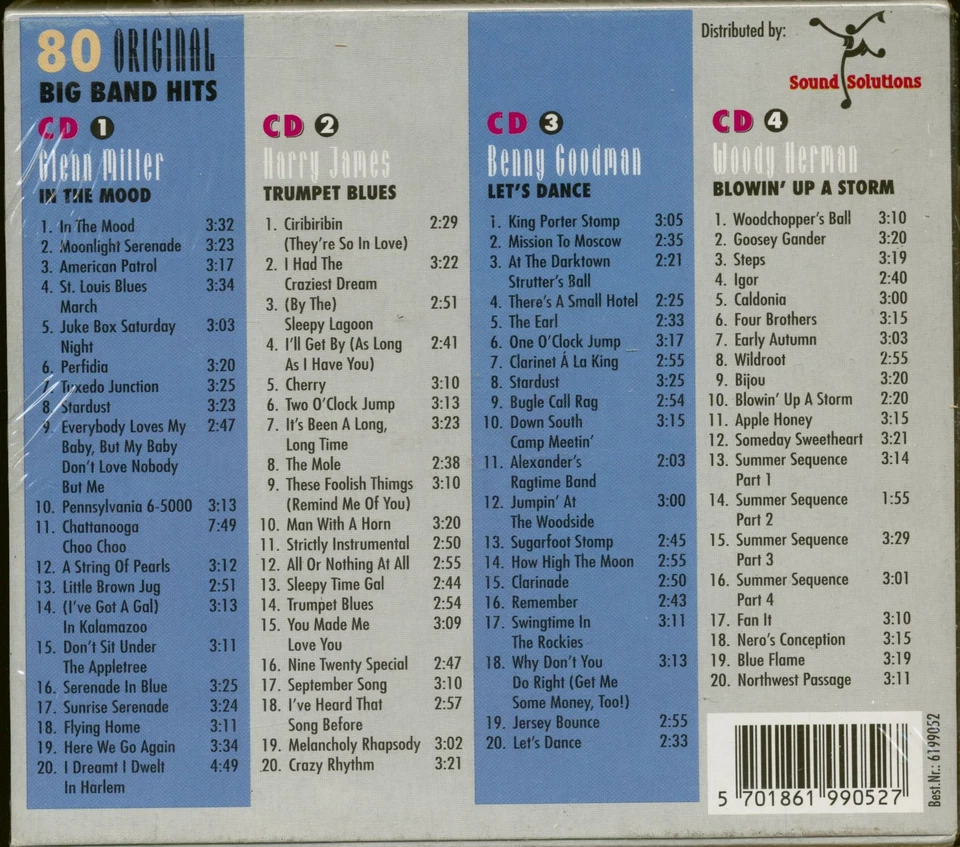 80 ORIGINAL
BIG BAND HITS
CD 1
Glenn Miller
IN THE MOOD
1. In The Mood 3:32
2. Moonlight Serenade 3:23
3. American Patrol 3:17
4. St. Louis Blues 3:34
March
5. Juke Box Saturday 3:03
Night
6. Perfidia 3:20
7. Tuxedo Junction 3:25
8. Stardust 3:23
9. Everybody Loves My 2:47
Baby, But My Baby
Don't Love Nobody
But Me
10. Pennsylvania 6-5000 3:13
11. Chattanooga 7:49
Choo Choo
12. A String Of Pearls 3:12
13. Little Brown Jug 2:51
14. (I've Got A Gal) 3:13
In Kalamazoo
15. Don't Sit Under 3:11
The Appletree
16. Serenade In Blue 3:25
17. Sunrise Serenade 3:24
18. Flying Home 3:11
19. Here We Go Again 3:34
20. I Dreamt I Dwelt 4:49
In Harlem
CD 2
Harry James
TRUMPET BLUES
1. Ciribiribin 2:29
(They're So In Love)
2. I Had The 3:22
Craziest Dream
3. (By The) 2:51
Sleepy Lagoon
4. I'll Get By (As Long 2:41
As I Have You)
5. Cherry 3:10
6. Two O'Clock Jump 3:13
7. It's Been A Long, 3:23
Long Time
8. The Mole 2:38
9. These Foolish Thimgs 3:10
(Remind Me Of You)
10. Man With A Horn 3:20
11. Strictly Instrumental 2:50
12. All Or Nothing At All 2:55
13. Sleepy Time Gal 2:44
14. Trumpet Blues 2:54
15. You Made Me 3:09
Love You
16. Nine Twenty Special 2:47
17. September Song 3:10
18. I've Heard That 2:57
Song Before
19. Melancholy Rhapsody 3:02
20. Crazy Rhythm 3:21
CD 3
Benny Goodman
LET'S DANCE
1. King Porter Stomp 3:05
2. Mission To Moscow 2:35
3. At The Darktown 2:21
Strutter's Ball
4. There's A Small Hotel 2:25
5. The Earl 2:33
6. One O'Clock Jump 3:17
7. Clarinet Á La King 2:55
8. Stardust 3:25
9. Bugle Call Rag 2:54
10. Down South 3:15
Camp Meetin'
11. Alexander's 2:03
Ragtime Band
12. Jumpin' At 3:00
The Woodside
13. Sugarfoot Stomp 2:45
14. How High The Moon 2:55
15. Clarinade 2:50
16. Remember 2:43
17. Swingtime In 3:11
The Rockies
18. Why Don't You 3:13
Do Right (Get Me
Some Money, Too!)
19. Jersey Bounce 2:55
20. Let's Dance 2:33
Distributed by:
Sound Solutions
CD 4
Woody Herman
BLOWIN' UP A STORM
1. Woodchopper's Ball 3:10
2. Goosey Gander 3:20
3. Steps 3:19
4. Igor 2:40
5. Caldonia 3:00
6. Four Brothers 3:15
7. Early Autumn 3:03
8. Wildroot 2:55
9. Bijou 3:20
10. Blowin' Up A Storm 2:20
11. Apple Honey 3:15
12. Someday Sweetheart 3:21
13. Summer Sequence 3:14
Part 1
14. Summer Sequence 1:55
Part 2
15. Summer Sequence 3:29
Part 3
16. Summer Sequence 3:01
Part 4
17. Fan It 3:10
18. Nero's Conception 3:15
19. Blue Flame 3:19
20. Northwest Passage 3:11
5 701861 990527
Best.Nr.: 6199052